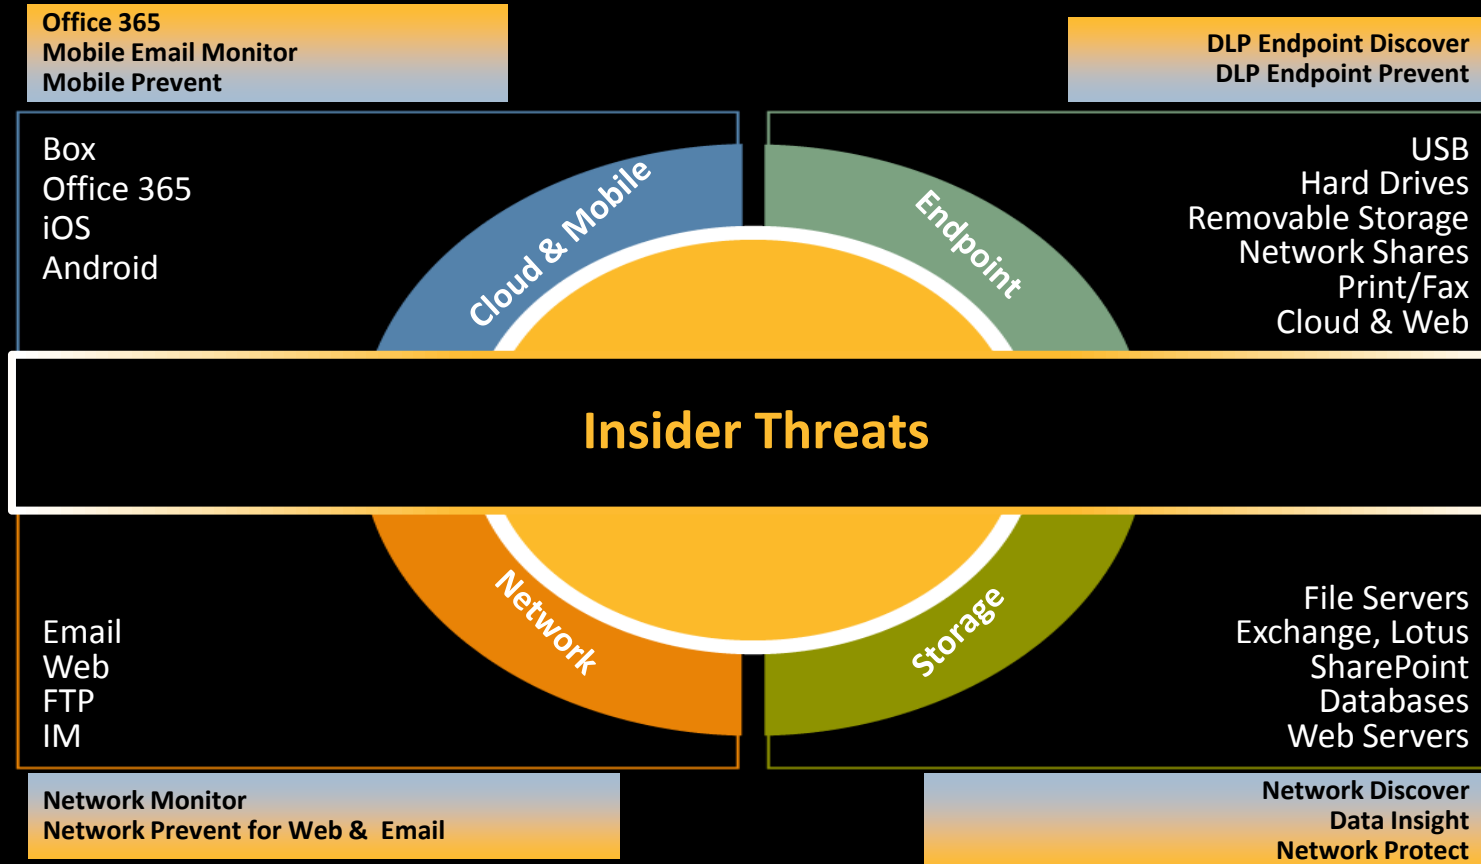 Office 365
Mobile Email Monitor
Mobile Prevent
DLP Endpoint Discover
DLP Endpoint Prevent
Box
Office 365
iOS
Android
Cloud & Mobile
Endpoint
USB
Hard Drives
Removable Storage
Network Shares
Print/Fax
Cloud & Web
Insider Threats
Email
Web
FTP
IM
Network
Storage
File Servers
Exchange, Lotus
SharePoint
Databases
Web Servers
Network Monitor
Network Prevent for Web & Email
Network Discover
Data Insight
Network Protect